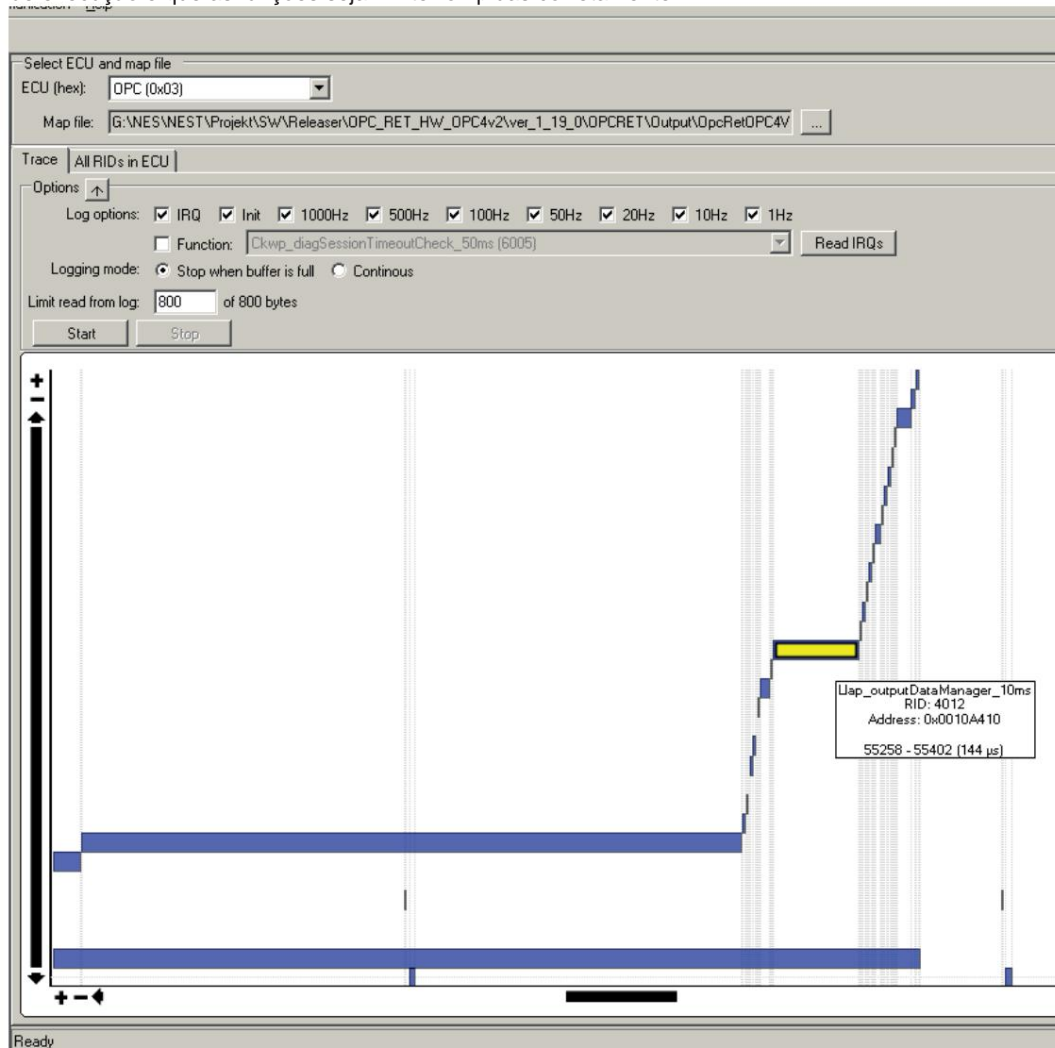 Select ECU and map file
ECU (hex): OPC (0x03)
Map file: G:\NES\NEST\Projekt\SW\Releaser\OPC_RET_HW_OPC4v2\ver_1_19_0\OPCRET\Output\OpcRetOPC4V ...
Trace All RIDs in ECU
Options
Log options: IRQ Init 1000Hz 500Hz 100Hz 50Hz 20Hz 10Hz 1Hz
Function: Ckwp_diagSessionTimeoutCheck_50ms (6005) Read IRQs
Logging mode: Stop when buffer is full Continous
Limit read from log: 800 of 800 bytes
Start Stop
Llap_outputDataManager_10ms
RID: 4012
Address: 0x0010A410
55258 - 55402 (144 µs)
Ready